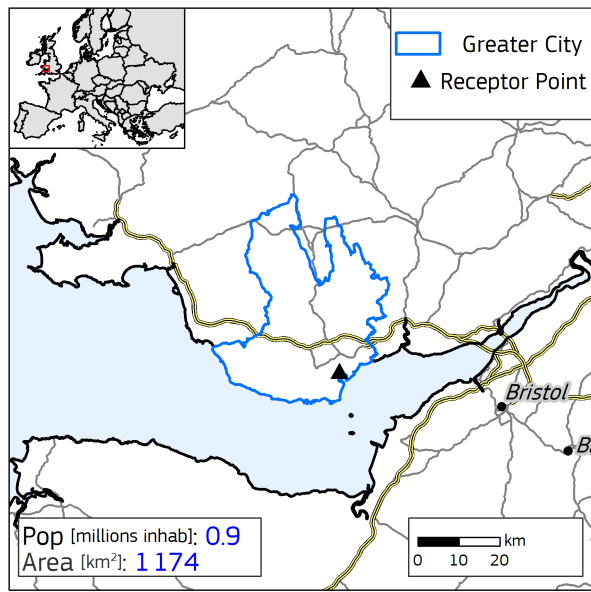 Greater City
Receptor Point
Bristol
Pop [millions inhab]: 0.9
Area [km²]: 1 174
km
0 10 20